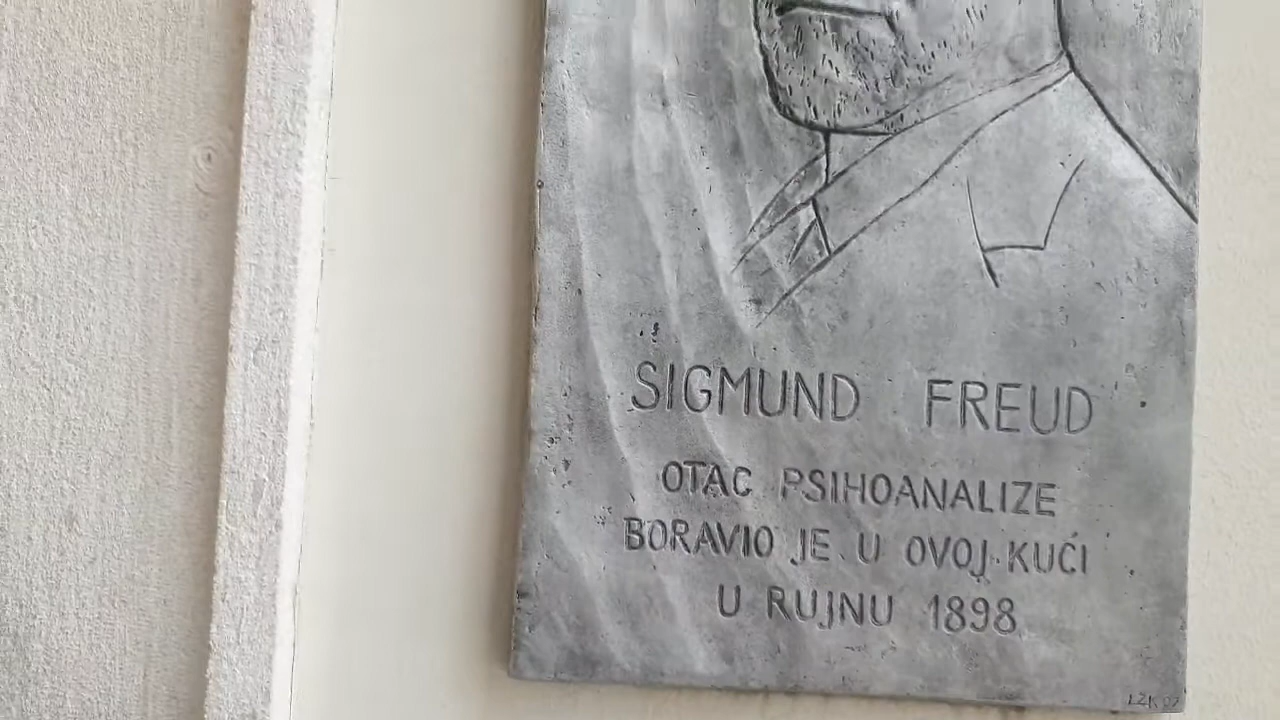 SIGMUND FREUD
OTAC PSIHOANALIZE
BORAVIO JE U OVOJ KUĆI
U RUJNU 1898